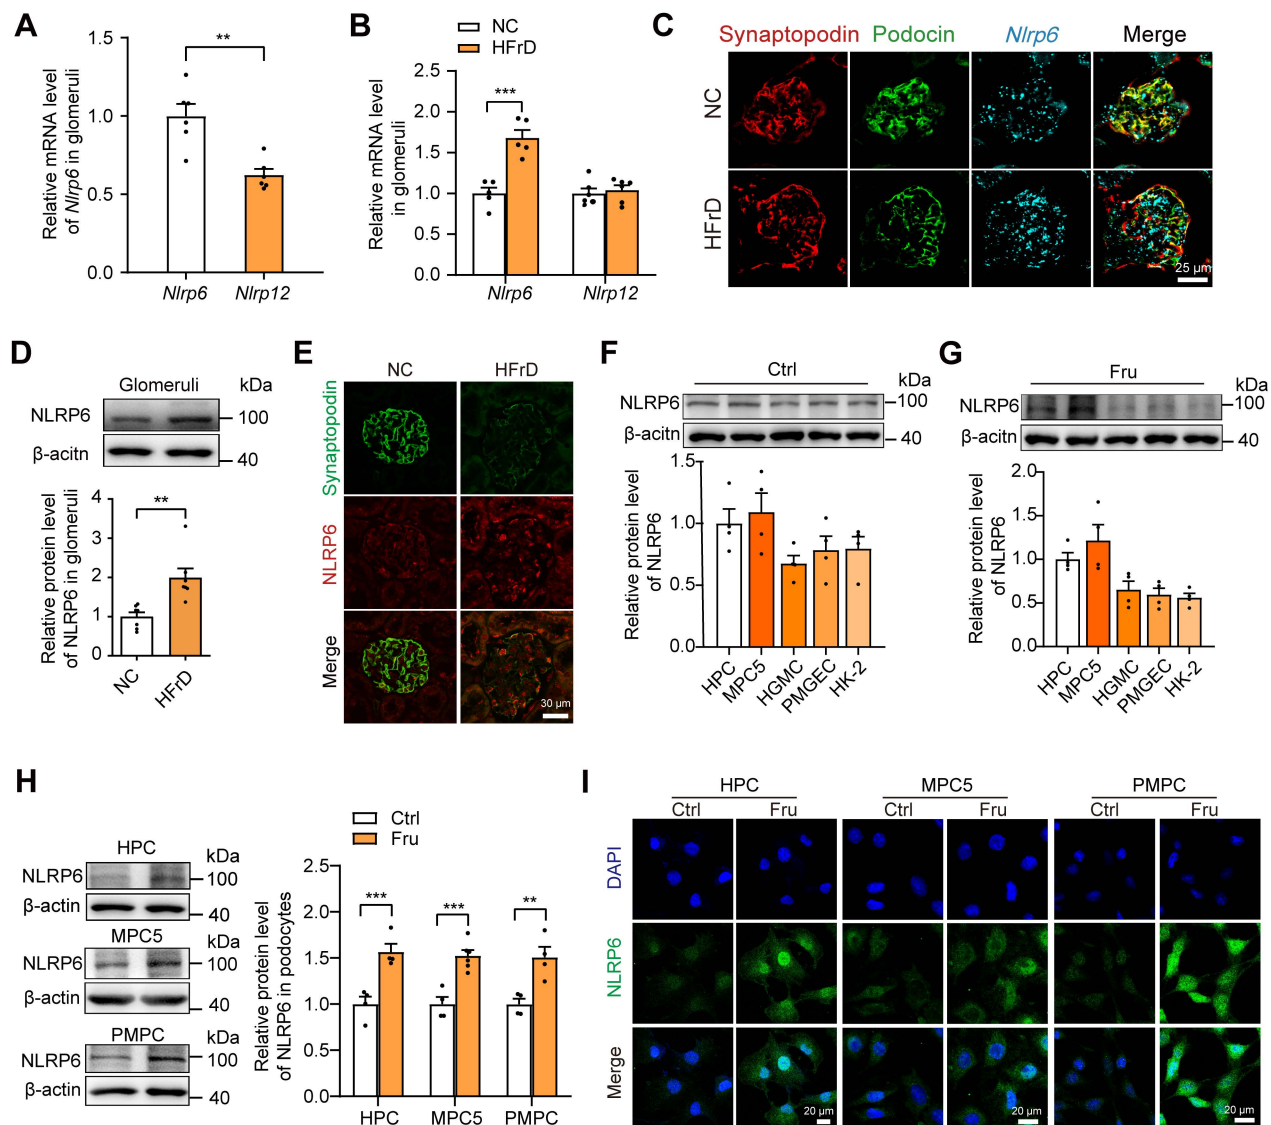 A
Relative mRNA level
of Nlrp6 in glomeruli
1.5
1.0
0.5
0.0
**
Nlrp6 Nlrp12
B
NC
HFrD
Relative mRNA level
in glomeruli
2.5
2.0
1.5
1.0
0.5
0.0
***
Nlrp6 Nlrp12
C
Synaptopodin Podocin Nlrp6 Merge
NC
HFrD
25 μm
D
Glomeruli kDa
NLRP6 100
β-acitn 40
Relative protein level
of NLRP6 in glomeruli
4
3
2
1
0
**
NC HFrD
E
NC HFrD
Synaptopodin
NLRP6
Merge
30 μm
F
Ctrl
kDa
NLRP6 100
β-acitn 40
Relative protein level
of NLRP6
1.5
1.0
0.5
0.0
HPC MPC5 HGMC PMGEC HK-2
G
Fru
kDa
NLRP6 100
β-acitn 40
Relative protein level
of NLRP6
2.0
1.5
1.0
0.5
0.0
HPC MPC5 HGMC PMGEC HK-2
H
HPC
kDa
NLRP6 100
β-actin 40
MPC5 kDa
NLRP6 100
β-actin 40
PMPC kDa
NLRP6 100
β-actin 40
Ctrl
Fru
Relative protein level
of NLRP6 in podocytes
2.5
2.0
1.5
1.0
0.5
0.0
*** *** **
HPC MPC5 PMPC
I
HPC MPC5 PMPC
Ctrl Fru Ctrl Fru Ctrl Fru
DAPI
NLRP6
Merge
20 μm 20 μm 20 μm